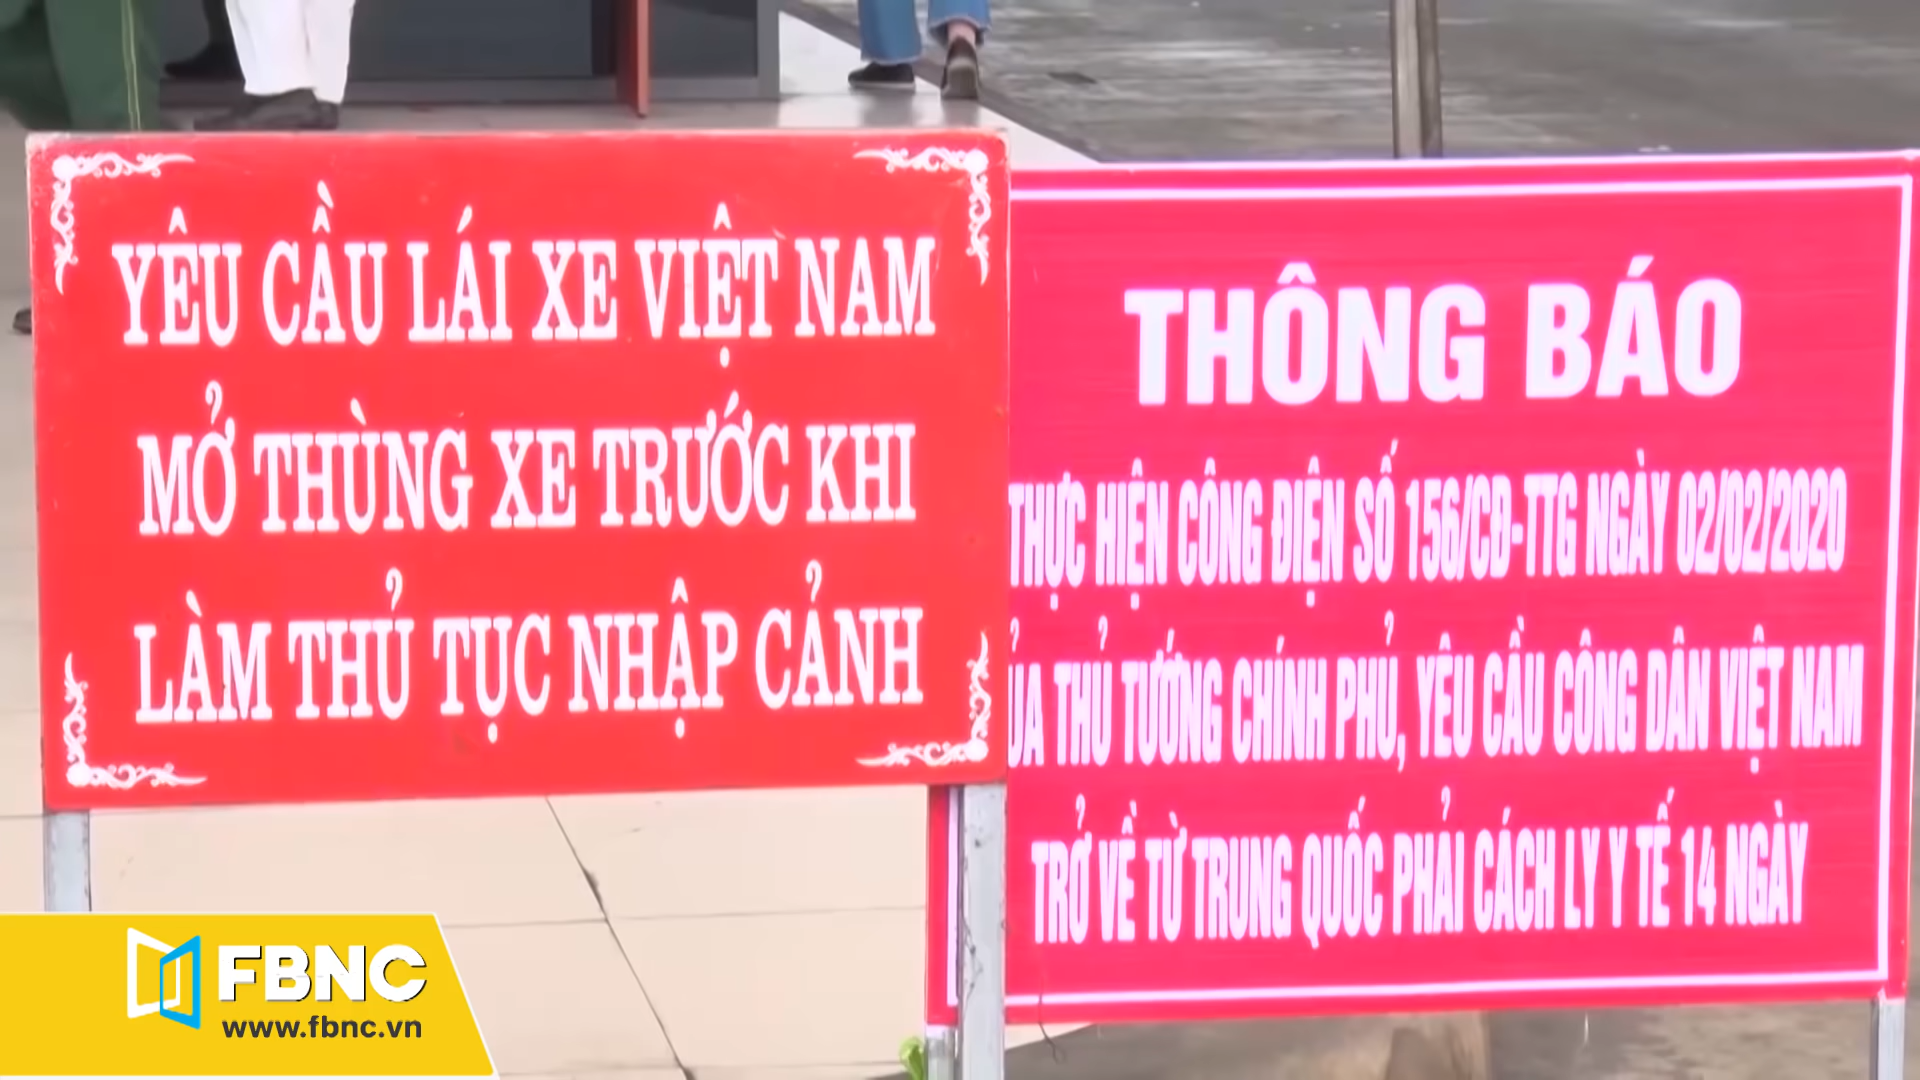 YÊU CẦU LÁI XE VIỆT NAM
MỞ THÙNG XE TRƯỚC KHI
LÀM THỦ TỤC NHẬP CẢNH
THÔNG BÁO
THỰC HIỆN CÔNG ĐIỆN SỐ 156/CĐ-TTG NGÀY 02/02/2020
ỦA THỦ TƯỚNG CHÍNH PHỦ, YÊU CẦU CÔNG DÂN VIỆT NAM
TRỞ VỀ TỪ TRUNG QUỐC PHẢI CÁCH LY Y TẾ 14 NGÀY
FBNC
www.fbnc.vn